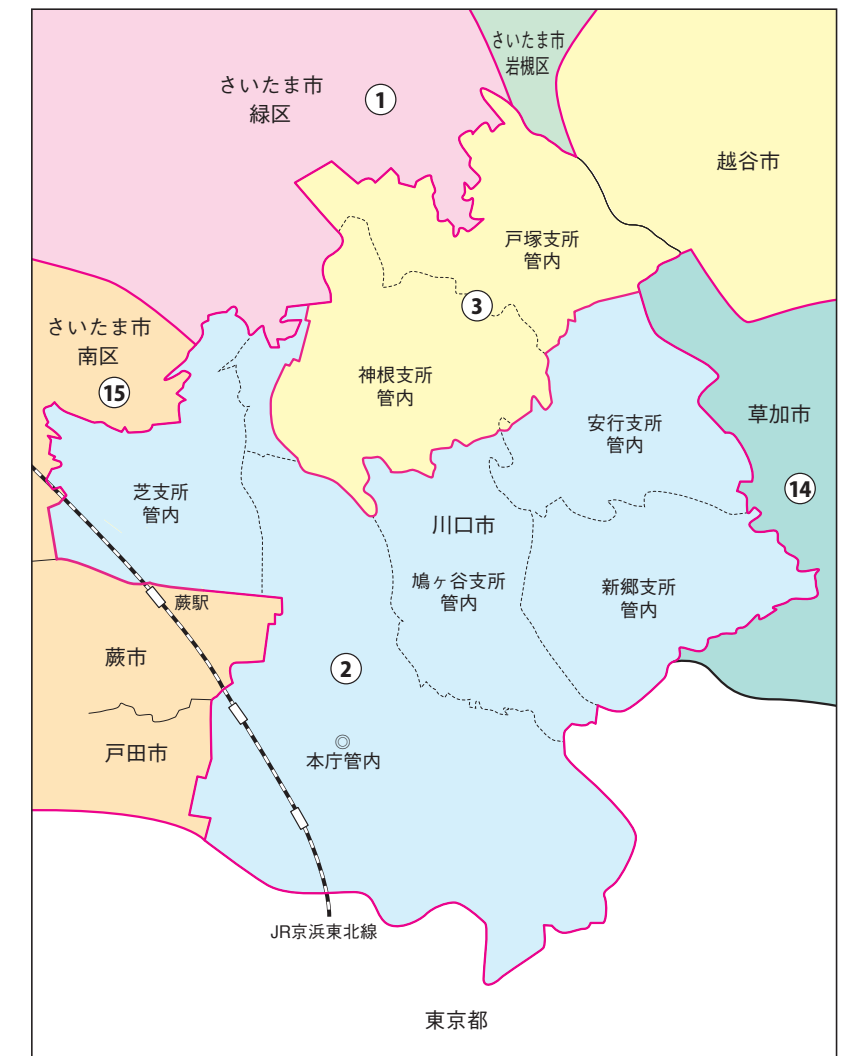 さいたま市
岩槻区
さいたま市
緑区
①
越谷市
戸塚支所
管内
③
さいたま市
南区
⑮
神根支所
管内
安行支所
管内
草加市
⑭
芝支所
管内
川口市
鳩ヶ谷支所
管内
新郷支所
管内
蕨駅
蕨市
②
戸田市
本庁管内
JR京浜東北線
東京都